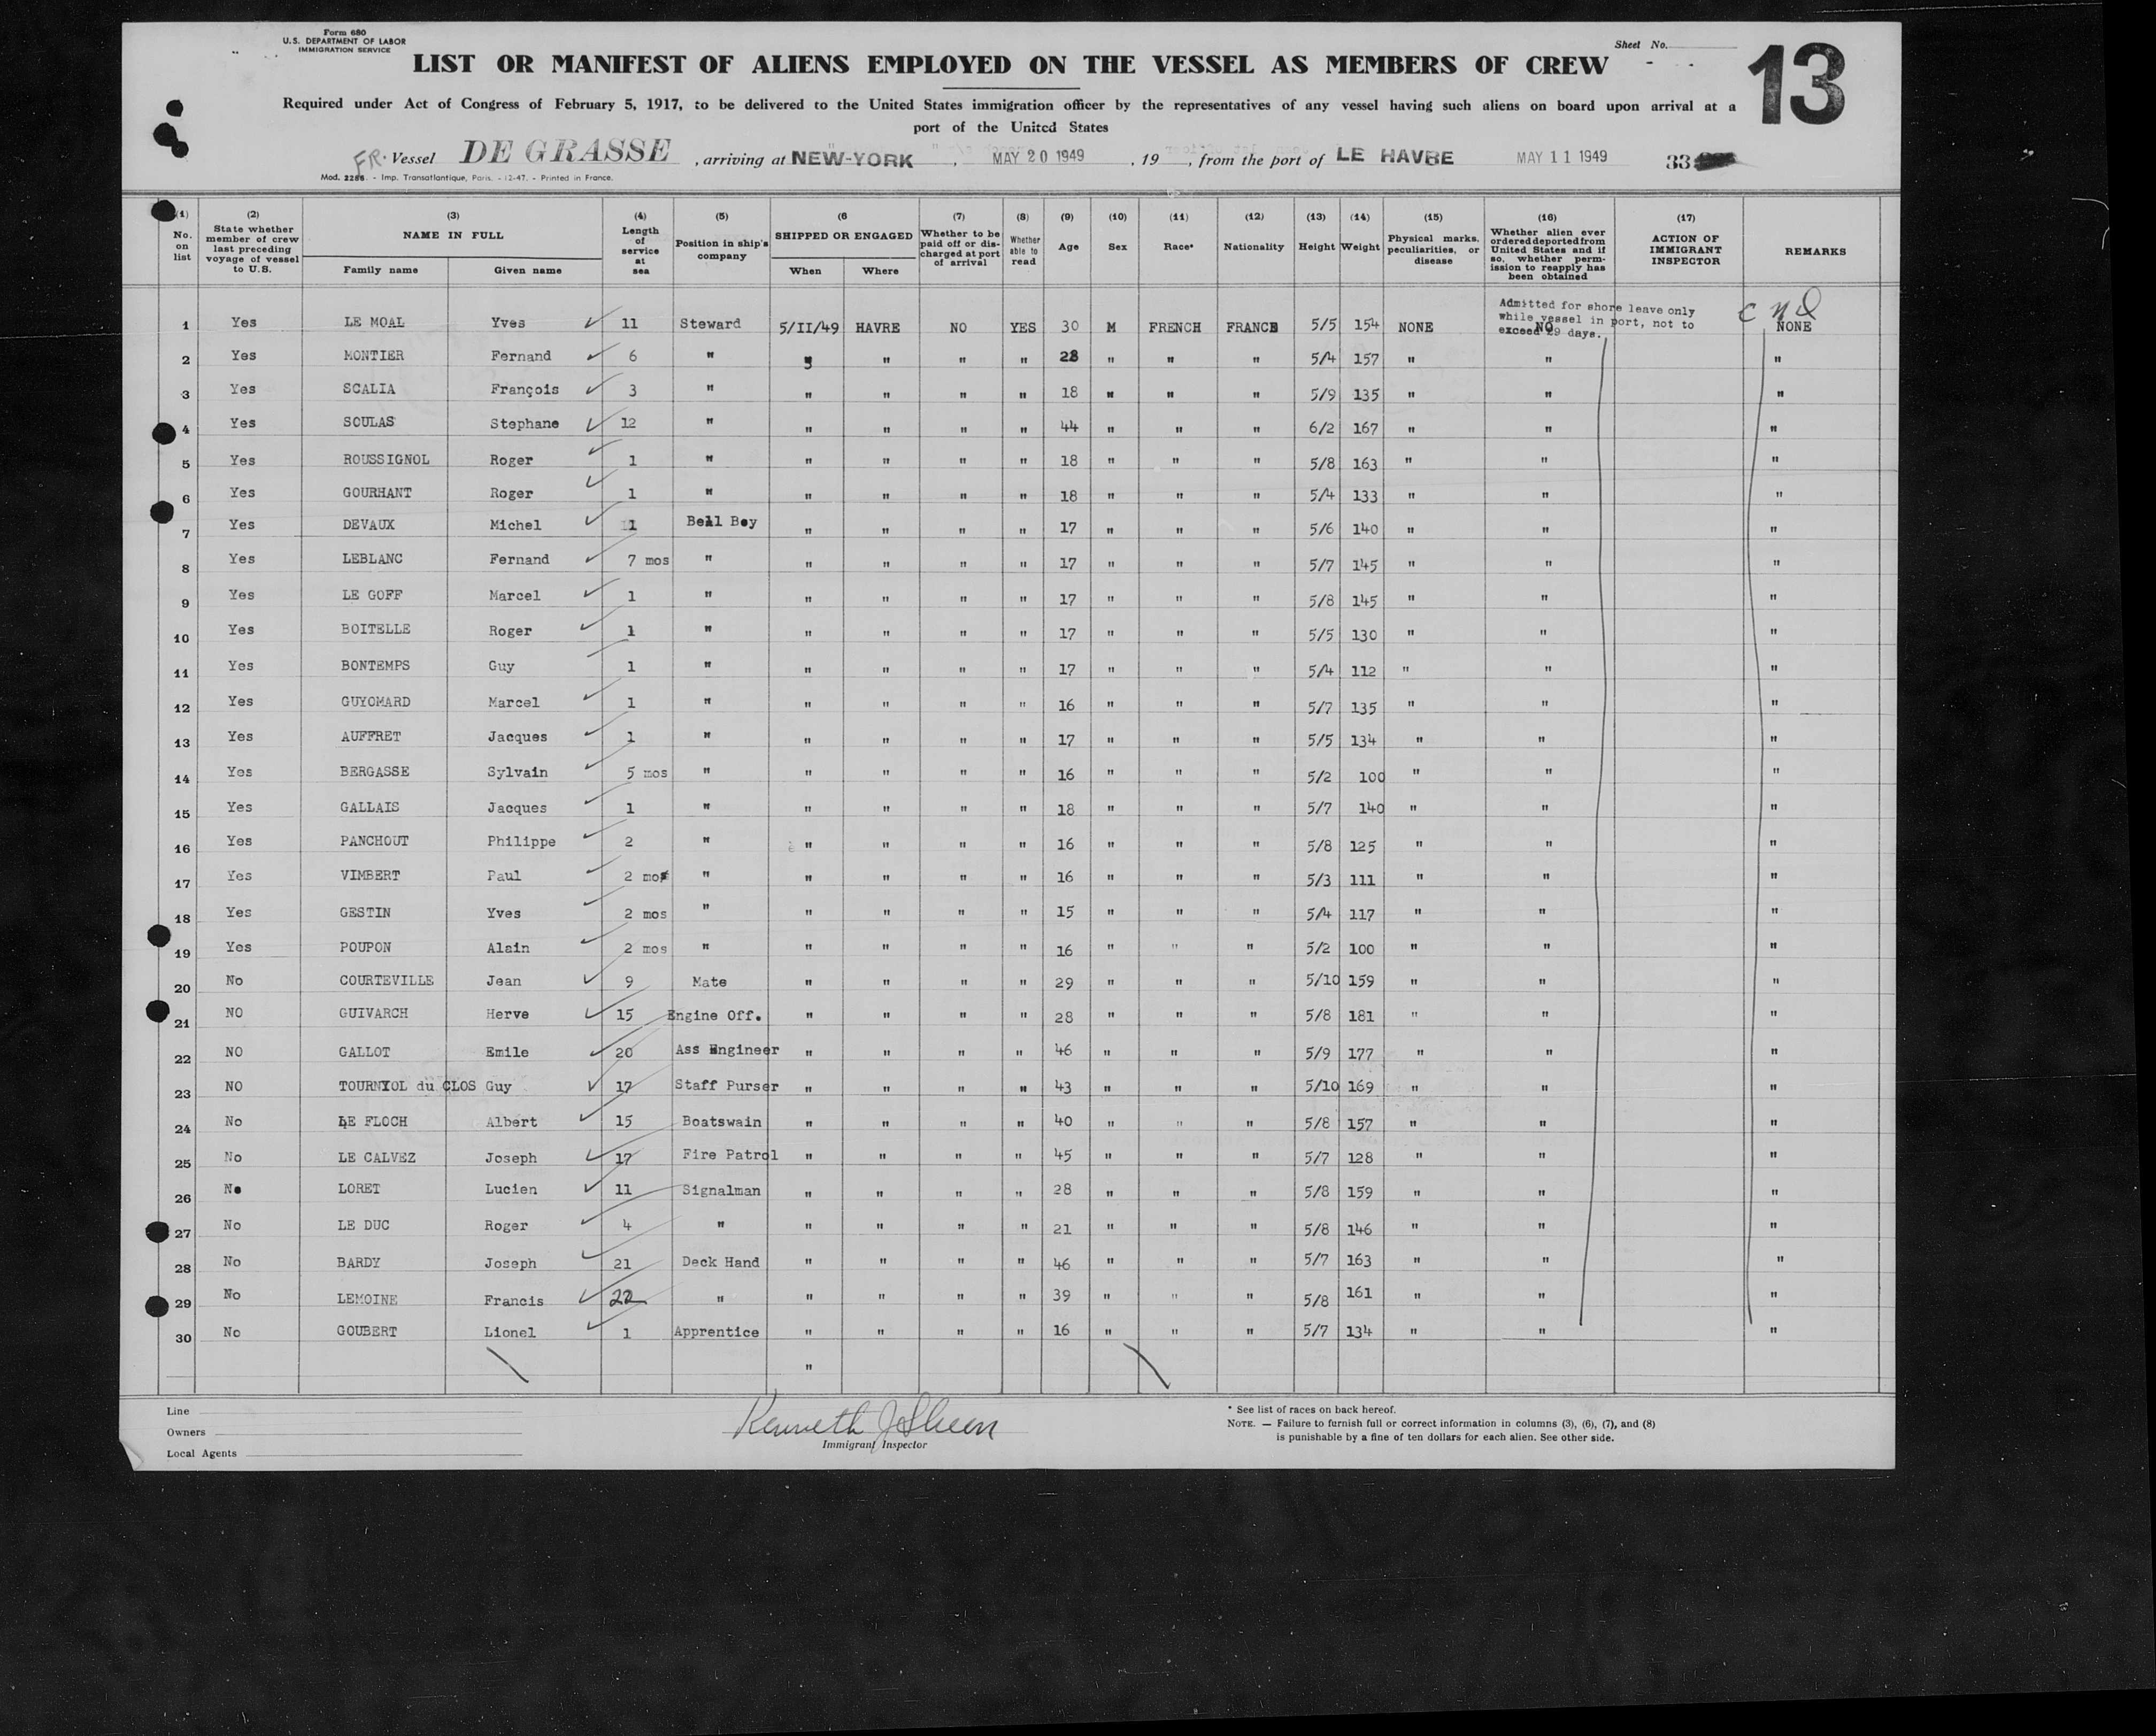 Form 680
U.S. DEPARTMENT OF LABOR
IMMIGRATION SERVICE
Sheet No.
13
LIST OR MANIFEST OF ALIENS EMPLOYED ON THE VESSEL AS MEMBERS OF CREW
Required under Act of Congress of February 5, 1917, to be delivered to the United States immigration officer by the representatives of any vessel having such aliens on board upon arrival at a
port of the United States
FR. Vessel DE GRASSE , arriving at NEW-YORK , MAY 20 1949 , 19 , from the port of LE HAVRE MAY 11 1949 33
Mod. 2286. - Imp. Transatlantique, Paris. - 12-47. - Printed in France.
(1) No. on list (2) State whether member of crew last preceding voyage of vessel to U.S. (3) NAME IN FULL Family name Given name (4) Length of service at sea (5) Position in ship's company (6 SHIPPED OR ENGAGED When Where (7) Whether to be paid off or discharged at port of arrival (8) Whether able to read (9) Age (10) Sex (11) Race* (12) Nationality (13) Height (14) Weight (15) Physical marks, peculiarities, or disease (16) Whether alien ever ordered deported from United States and if so, whether permission to reapply has been obtained (17) ACTION OF IMMIGRANT INSPECTOR REMARKS
Admitted for shore leave only
while vessel in port, not to
exceed 29 days.
1 Yes LE MOAL Yves 11 Steward 5/II/49 HAVRE NO YES 30 M FRENCH FRANCE 5/5 154 NONE NO NONE
2 Yes MONTIER Fernand 6 " " " " " 28 " " " 5/4 157 " " "
3 Yes SCALIA François 3 " " " " " 18 " " " 5/9 135 " " "
4 Yes SOULAS Stephane 12 " " " " " 44 " " " 6/2 167 " " "
5 Yes ROUSSIGNOL Roger 1 " " " " " 18 " " " 5/8 163 " " "
6 Yes GOURHANT Roger 1 " " " " " 18 " " " 5/4 133 " " "
7 Yes DEVAUX Michel 1 Bell Boy " " " " 17 " " " 5/6 140 " " "
8 Yes LEBLANC Fernand 7 mos " " " " " 17 " " " 5/7 145 " " "
9 Yes LE GOFF Marcel 1 " " " " " 17 " " " 5/8 145 " " "
10 Yes BOITELLE Roger 1 " " " " " 17 " " " 5/5 130 " " "
11 Yes BONTEMPS Guy 1 " " " " " 17 " " " 5/4 112 " " "
12 Yes GUYOMARD Marcel 1 " " " " " 16 " " " 5/7 135 " " "
13 Yes AUFFRET Jacques 1 " " " " " 17 " " " 5/5 134 " " "
14 Yes BERGASSE Sylvain 5 mos " " " " " 16 " " " 5/2 100 " " "
15 Yes GALLAIS Jacques 1 " " " " " 18 " " " 5/7 140 " " "
16 Yes PANCHOUT Philippe 2 " " " " " 16 " " " 5/8 125 " " "
17 Yes VIMBERT Paul 2 mos " " " " " 16 " " " 5/3 111 " " "
18 Yes GESTIN Yves 2 mos " " " " " 15 " " " 5/4 117 " " "
19 Yes POUPON Alain 2 mos " " " " " 16 " " " 5/2 100 " " "
20 No COURTEVILLE Jean 9 Mate " " " " 29 " " " 5/10 159 " " "
21 NO GUIVARCH Herve 15 Engine Off. " " " " 28 " " " 5/8 181 " " "
22 NO GALLOT Emile 20 Ass Engineer " " " " 46 " " " 5/9 177 " " "
23 NO TOURNYOL du CLOS Guy 17 Staff Purser " " " " 43 " " " 5/10 169 " " "
24 No LE FLOCH Albert 15 Boatswain " " " " 40 " " " 5/8 157 " " "
25 No LE CALVEZ Joseph 17 Fire Patrol " " " " 45 " " " 5/7 128 " " "
26 No LORET Lucien 11 Signalman " " " " 28 " " " 5/8 159 " " "
27 No LE DUC Roger 4 " " " " " 21 " " " 5/8 146 " " "
28 No BARDY Joseph 21 Deck Hand " " " " 46 " " " 5/7 163 " " "
29 No LEMOINE Francis 22 " " " " " 39 " " " 5/8 161 " " "
30 No GOUBERT Lionel 1 Apprentice " " " " 16 " " " 5/7 134 " " "
"
Line
Owners
Local Agents
Kenneth J
Immigrant Inspector
* See list of races on back hereof.
NOTE. — Failure to furnish full or correct information in columns (3), (6), (7), and (8)
is punishable by a fine of ten dollars for each alien. See other side.